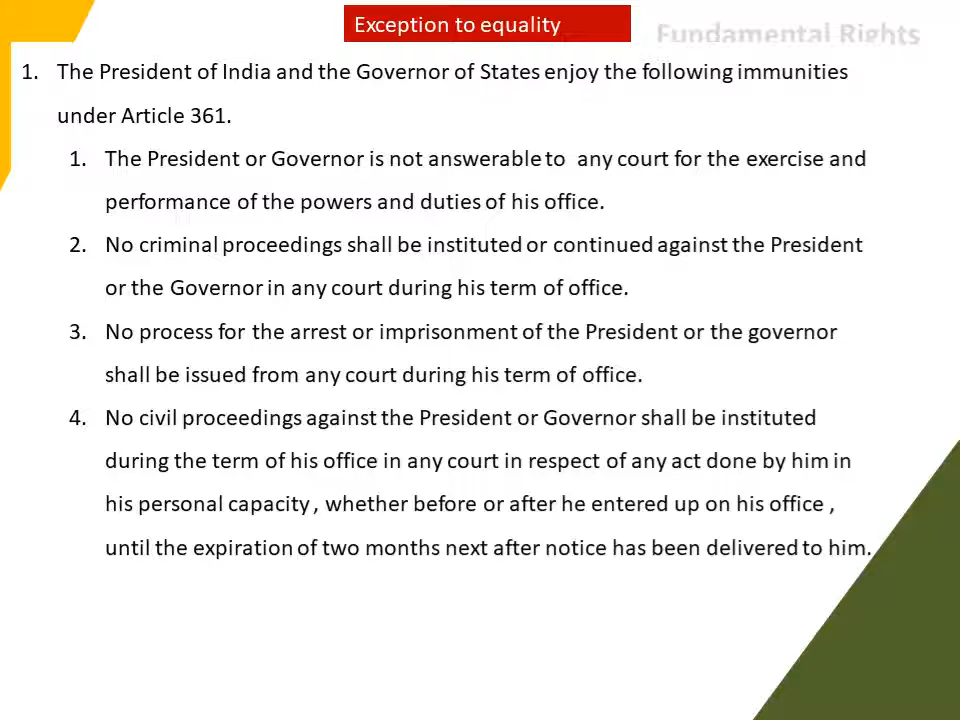 Exception to equality
Fundamental Rights
1. The President of India and the Governor of States enjoy the following immunities
under Article 361.
1. The President or Governor is not answerable to any court for the exercise and
performance of the powers and duties of his office.
2. No criminal proceedings shall be instituted or continued against the President
or the Governor in any court during his term of office.
3. No process for the arrest or imprisonment of the President or the governor
shall be issued from any court during his term of office.
4. No civil proceedings against the President or Governor shall be instituted
during the term of his office in any court in respect of any act done by him in
his personal capacity , whether before or after he entered up on his office ,
until the expiration of two months next after notice has been delivered to him.